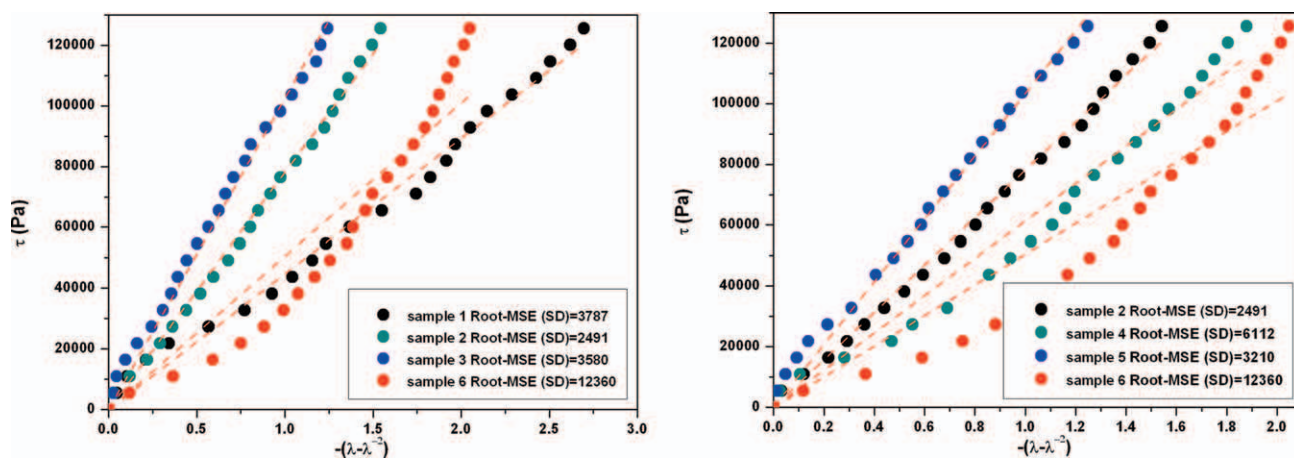 120000
100000
80000
60000
40000
20000
0
τ (Pa)
sample 1 Root-MSE (SD)=3787
sample 2 Root-MSE (SD)=2491
sample 3 Root-MSE (SD)=3580
sample 6 Root-MSE (SD)=12360
0.0 0.5 1.0 1.5 2.0 2.5 3.0
-(λ-λ⁻²)
120000
100000
80000
60000
40000
20000
0
τ (Pa)
sample 2 Root-MSE (SD)=2491
sample 4 Root-MSE (SD)=6112
sample 5 Root-MSE (SD)=3210
sample 6 Root-MSE (SD)=12360
0.0 0.2 0.4 0.6 0.8 1.0 1.2 1.4 1.6 1.8 2.0
-(λ-λ⁻²)